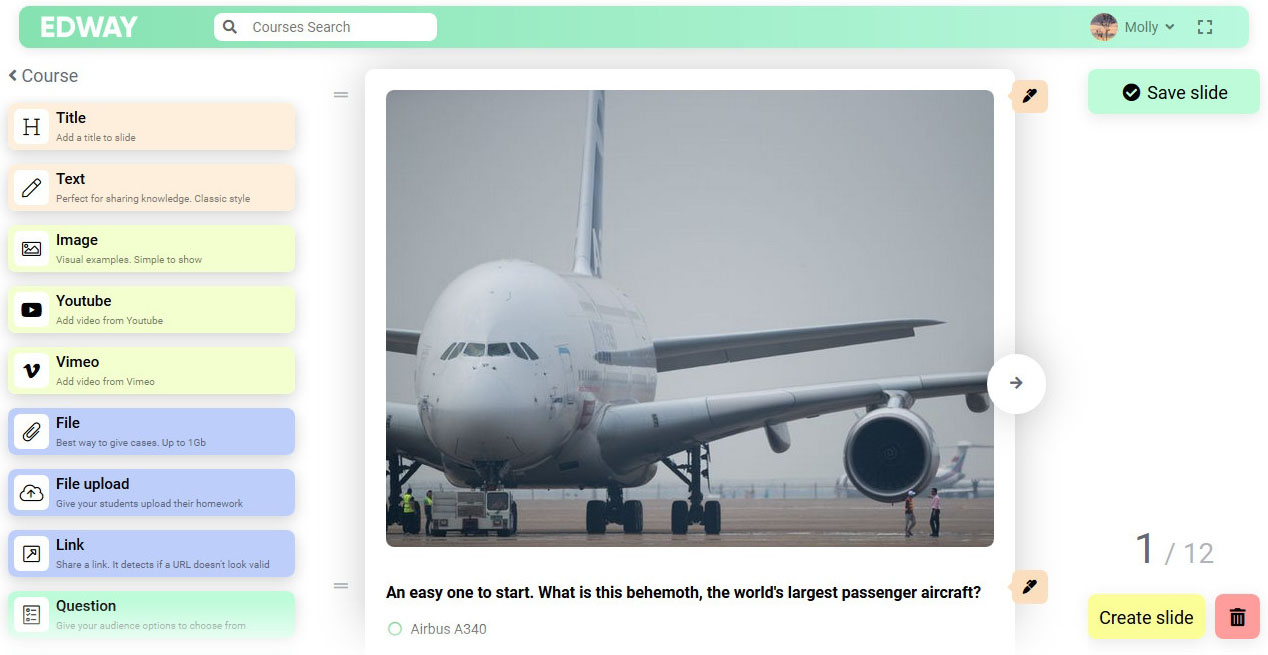 EDWAY
Courses Search
Molly
Course
Title
Add a title to slide
Text
Perfect for sharing knowledge. Classic style
Image
Visual examples. Simple to show
Youtube
Add video from Youtube
Vimeo
Add video from Vimeo
File
Best way to give cases. Up to 1Gb
File upload
Give your students upload their homework
Link
Share a link. It detects if a URL doesn't look valid
Question
Give your audience options to choose from
An easy one to start. What is this behemoth, the world's largest passenger aircraft?
Airbus A340
Save slide
1 / 12
Create slide